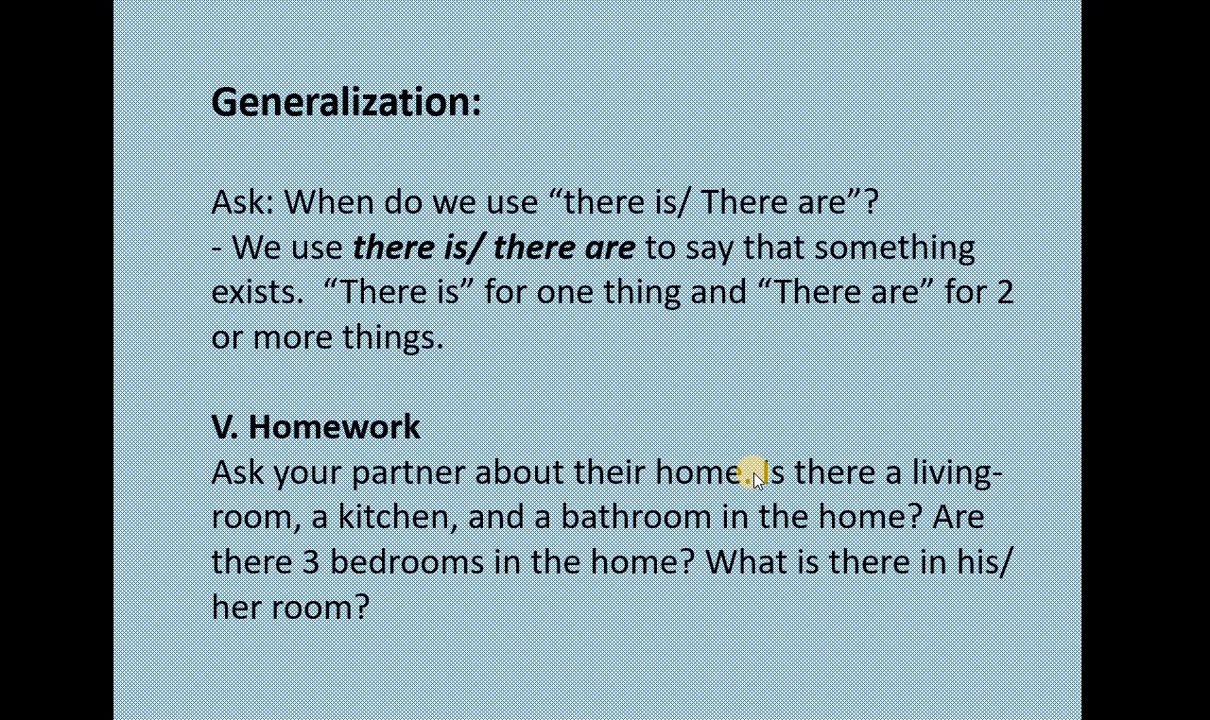 Generalization:
Ask: When do we use “there is/ There are”?
- We use there is/ there are to say that something
exists.  “There is” for one thing and “There are” for 2
or more things.
V. Homework
Ask your partner about their home. Is there a living-
room, a kitchen, and a bathroom in the home? Are
there 3 bedrooms in the home? What is there in his/
her room?